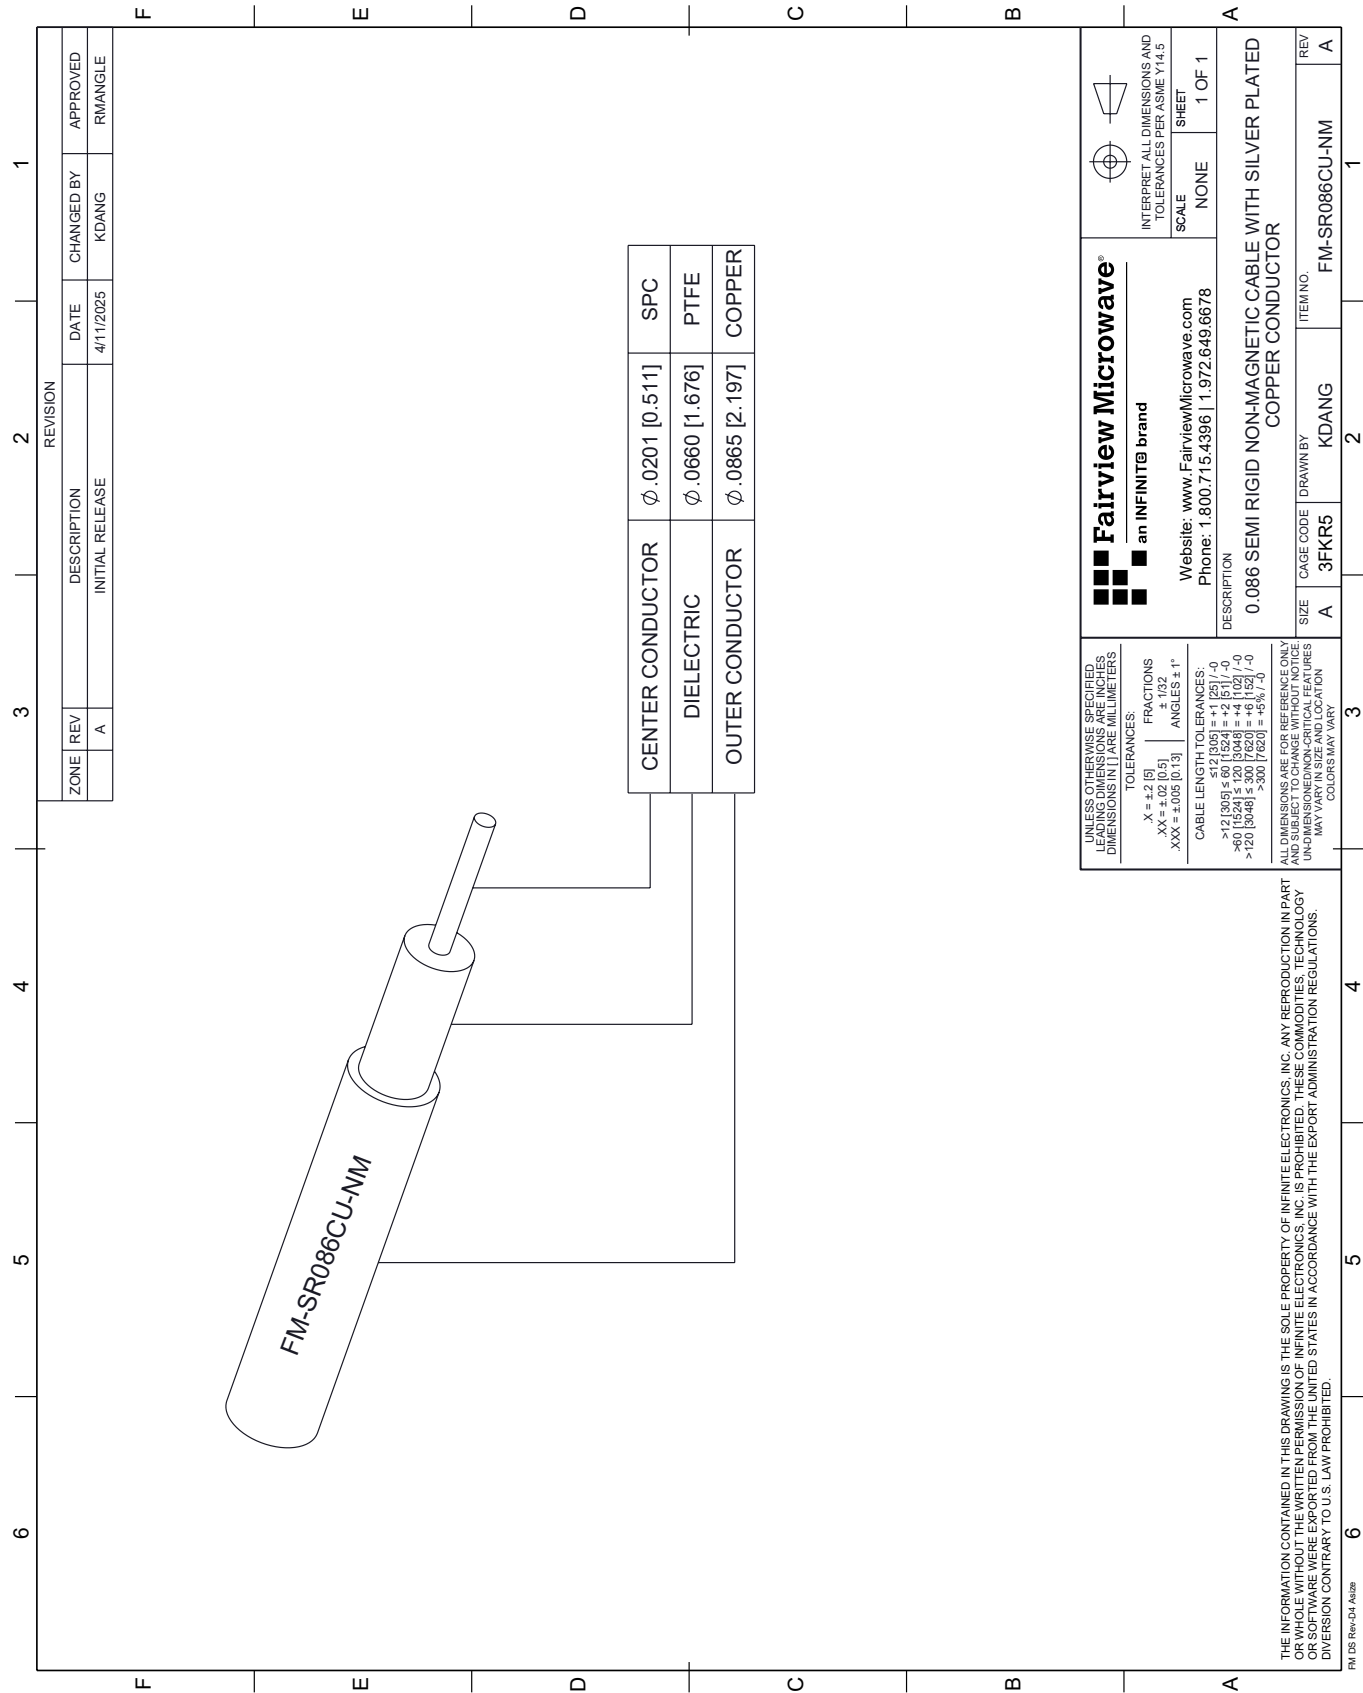 6 5 4 3 2 1
REVISION
ZONE REV DESCRIPTION DATE CHANGED BY APPROVED
A INITIAL RELEASE 4/11/2025 KDANG RMANGLE
F
E
D
C
B
A
F
E
D
C
B
A
FM-SR086CU-NM
CENTER CONDUCTOR ⌀.0201 [0.511] SPC
DIELECTRIC ⌀.0660 [1.676] PTFE
OUTER CONDUCTOR ⌀.0865 [2.197] COPPER
THE INFORMATION CONTAINED IN THIS DRAWING IS THE SOLE PROPERTY OF INFINITE ELECTRONICS, INC. ANY REPRODUCTION IN PART
OR WHOLE WITHOUT THE WRITTEN PERMISSION OF INFINITE ELECTRONICS, INC. IS PROHIBITED. THESE COMMODITIES, TECHNOLOGY
OR SOFTWARE WERE EXPORTED FROM THE UNITED STATES IN ACCORDANCE WITH THE EXPORT ADMINISTRATION REGULATIONS.
DIVERSION CONTRARY TO U.S. LAW PROHIBITED.
UNLESS OTHERWISE SPECIFIED
LEADING DIMENSIONS ARE INCHES
DIMENSIONS IN [ ] ARE MILLIMETERS
TOLERANCES:
.X = ±.2 [5] FRACTIONS
.XX = ±.02 [0.5] ± 1/32
.XXX = ±.005 [0.13] ANGLES ± 1°
CABLE LENGTH TOLERANCES:
≤12 [305] = +1 [25] / -0
>12 [305] ≤ 60 [1524] = +2 [51] / -0
>60 [1524] ≤ 120 [3048] = +4 [102] / -0
>120 [3048] ≤ 300 [7620] = +6 [152] / -0
>300 [7620] = +5% / -0
ALL DIMENSIONS ARE FOR REFERENCE ONLY
AND SUBJECT TO CHANGE WITHOUT NOTICE.
UN-DIMENSIONED/NON-CRITICAL FEATURES
MAY VARY IN SIZE AND LOCATION
COLORS MAY VARY
Fairview Microwave®
an INFINITE brand
Website: www.FairviewMicrowave.com
Phone: 1.800.715.4396 | 1.972.649.6678
INTERPRET ALL DIMENSIONS AND
TOLERANCES PER ASME Y14.5
SCALE SHEET
NONE 1 OF 1
DESCRIPTION
0.086 SEMI RIGID NON-MAGNETIC CABLE WITH SILVER PLATED
COPPER CONDUCTOR
SIZE CAGE CODE DRAWN BY ITEM NO. REV
A 3FKR5 KDANG FM-SR086CU-NM A
6 5 4 3 2 1
FM DS Rev-D4 Asize